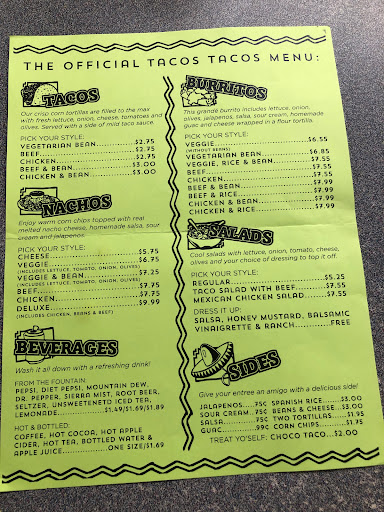 THE OFFICIAL TACOS TACOS MENU:
TACOS
Our crisp corn tortillas are filled to the max
with fresh lettuce, onion, cheese, tomatoes and
olives. Served with a side of mild taco sauce.
PICK YOUR STYLE:
VEGETARIAN BEAN $2.75
BEEF $2.75
CHICKEN $2.75
BEEF & BEAN $3.00
CHICKEN & BEAN $3.00
NACHOS
Enjoy warm corn chips topped with real
melted nacho cheese, homemade salsa, sour
cream and jalapenos.
PICK YOUR STYLE:
CHEESE $5.75
VEGGIE $6.75
(INCLUDES LETTUCE, TOMATO, ONION, OLIVES)
VEGGIE & BEAN $7.25
(INCLUDES LETTUCE, TOMATO, ONION, OLIVES)
BEEF $7.75
CHICKEN $7.75
DELUXE $9.99
(INCLUDES CHICKEN, BEANS & BEEF)
BEVERAGES
Wash it all down with a refreshing drink!
FROM THE FOUNTAIN:
PEPSI, DIET PEPSI, MOUNTAIN DEW,
DR. PEPPER, SIERRA MIST, ROOT BEER,
SELTZER, UNSWEETENETD ICED TEA,
LEMONADE $1.49/$1.69/$1.89
HOT & BOTTLED:
COFFEE, HOT COCOA, HOT APPLE
CIDER, HOT TEA, BOTTLED WATER &
APPLE JUICE ONE SIZE/$1.69
BURRITOS
This grande burrito includes lettuce, onion,
olives, jalapenos, salsa, sour cream, homemade
guac and cheese wrapped in a flour tortilla.
PICK YOUR STYLE:
VEGGIE $6.55
(WITHOUT BEANS)
VEGETARIAN BEAN $6.85
VEGGIE, RICE & BEAN $7.55
BEEF $7.55
CHICKEN $7.55
BEEF & BEAN $7.99
BEEF & RICE $7.99
CHICKEN & BEAN $7.99
CHICKEN & RICE $7.99
SALADS
Cool salads with lettuce, onion, tomato, cheese,
olives and your choice of dressing to top it off.
PICK YOUR STYLE:
REGULAR $5.25
TACO SALAD WITH BEEF $7.55
MEXICAN CHICKEN SALAD $7.55
DRESS IT UP:
SALSA, HONEY MUSTARD, BALSAMIC
VINAIGRETTE & RANCH FREE
SIDES
Give your entree an amigo with a delicious side!
JALAPENOS 75¢ SPANISH RICE $3.00
SOUR CREAM 75¢ BEANS & CHEESE $3.00
SALSA 75¢ TWO TORTILLAS $1.95
GUAC 99¢ CORN CHIPS $1.75
TREAT YO'SELF: CHOCO TACO $2.00